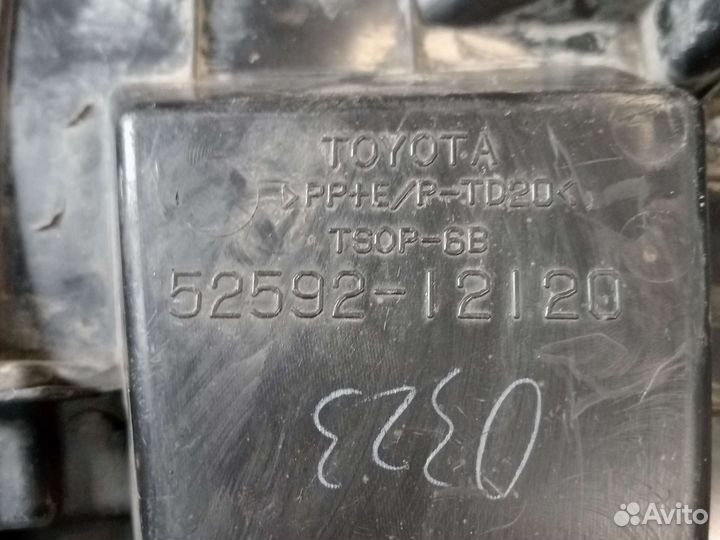 TOYOTA
>PP+E/P-TD20<
TSOP-6B
52592-12120
0323
Avito